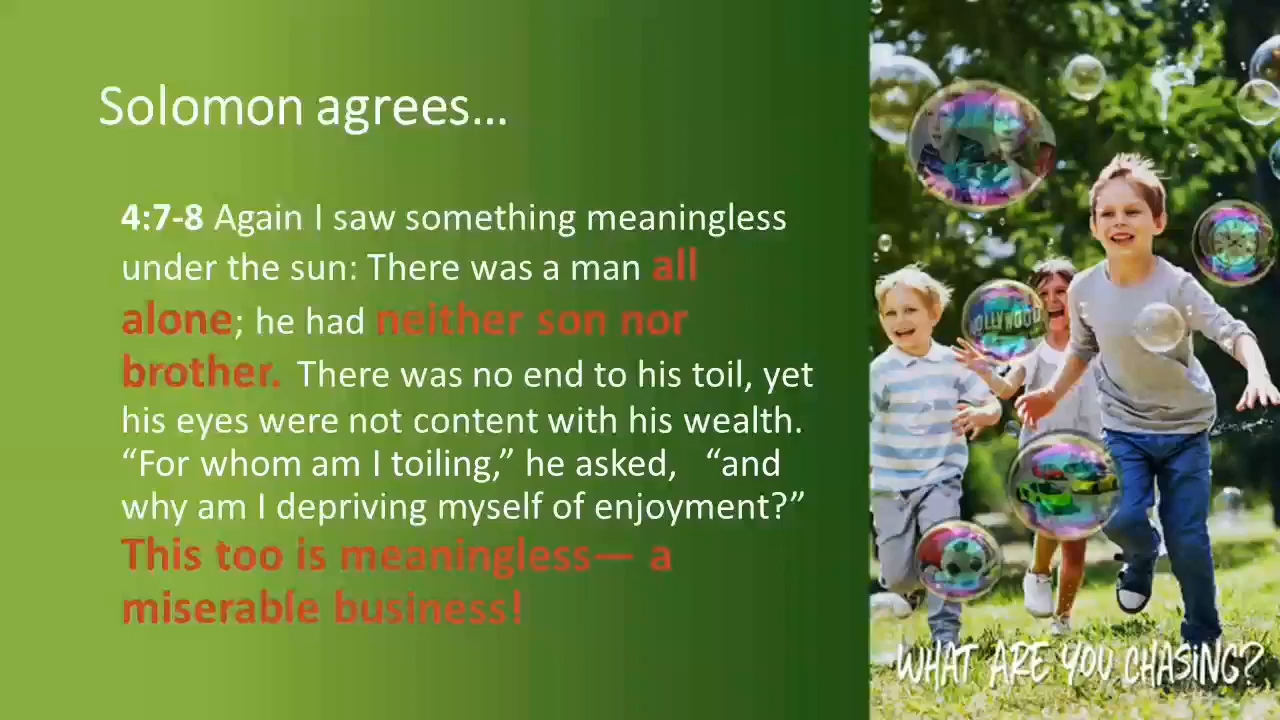 Solomon agrees...
4:7-8 Again I saw something meaningless
under the sun: There was a man all
alone; he had neither son nor
brother. There was no end to his toil, yet
his eyes were not content with his wealth.
“For whom am I toiling,” he asked, “and
why am I depriving myself of enjoyment?”
This too is meaningless— a
miserable business!
HOLLYWOOD
WHAT ARE YOU CHASING?